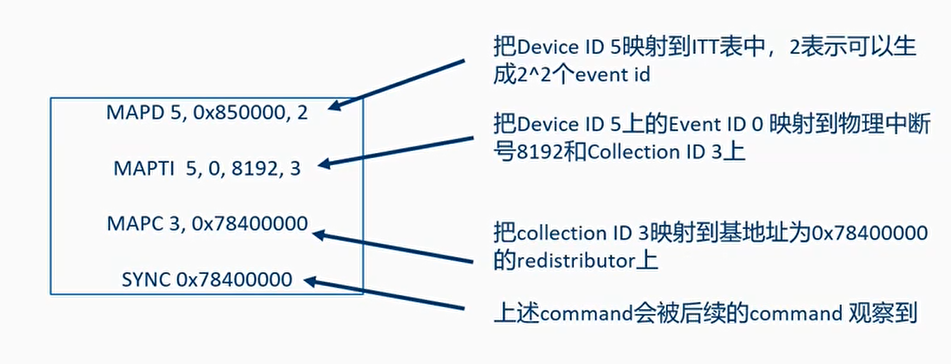 MAPD 5, 0x850000, 2
MAPTI 5, 0, 8192, 3
MAPC 3, 0x78400000
SYNC 0x78400000
把Device ID 5映射到ITT表中，2表示可以生
成2^2个event id
把Device ID 5上的Event ID 0 映射到物理中断
号8192和Collection ID 3上
把collection ID 3映射到基地址为0x78400000
的redistributor上
上述command会被后续的command 观察到